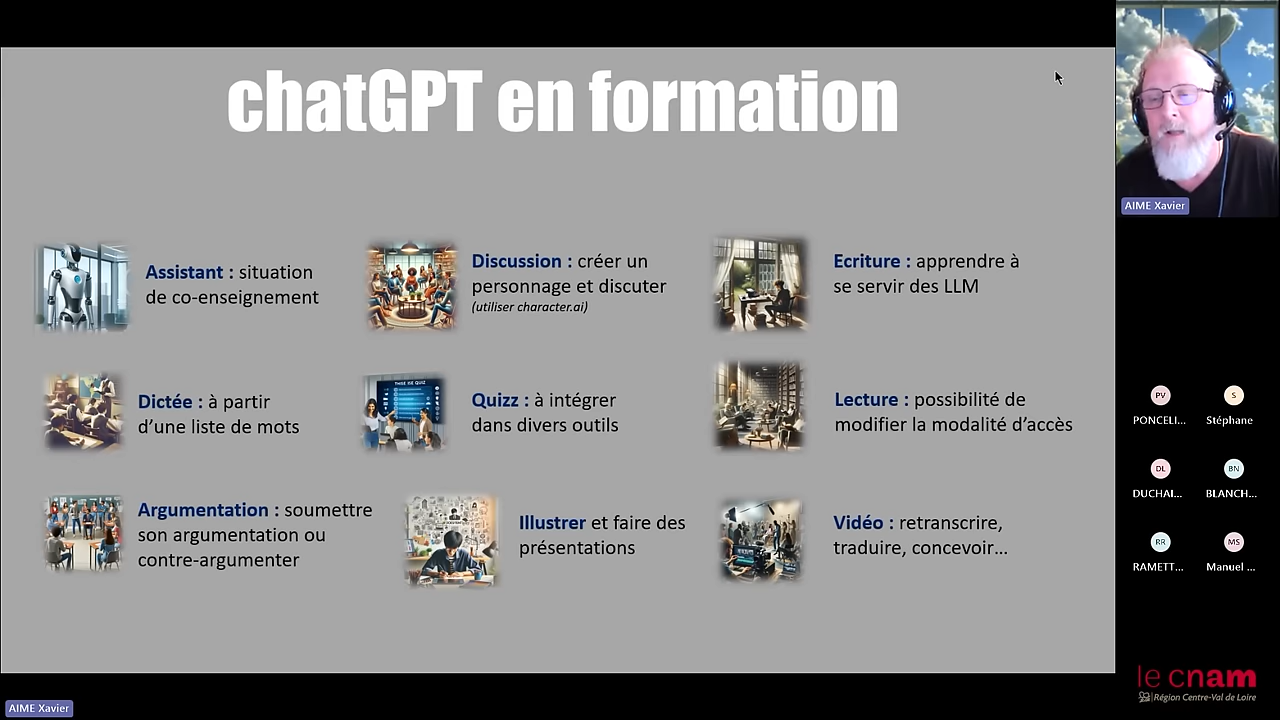 chatGPT en formation
Assistant : situation
de co-enseignement
Discussion : créer un
personnage et discuter
(utiliser character.ai)
Ecriture : apprendre à
se servir des LLM
Dictée : à partir
d’une liste de mots
THISE ISE QUIZ
Quizz : à intégrer
dans divers outils
Lecture : possibilité de
modifier la modalité d’accès
Argumentation : soumettre
son argumentation ou
contre-argumenter
Illustrer et faire des
présentations
Vidéo : retranscrire,
traduire, concevoir…
AIME Xavier
AIME Xavier
PV
PONCELI...
S
Stéphane
DL
DUCHAI...
BN
BLANCH...
RR
RAMETT...
MS
Manuel ...
le cnam
Région Centre-Val de Loire